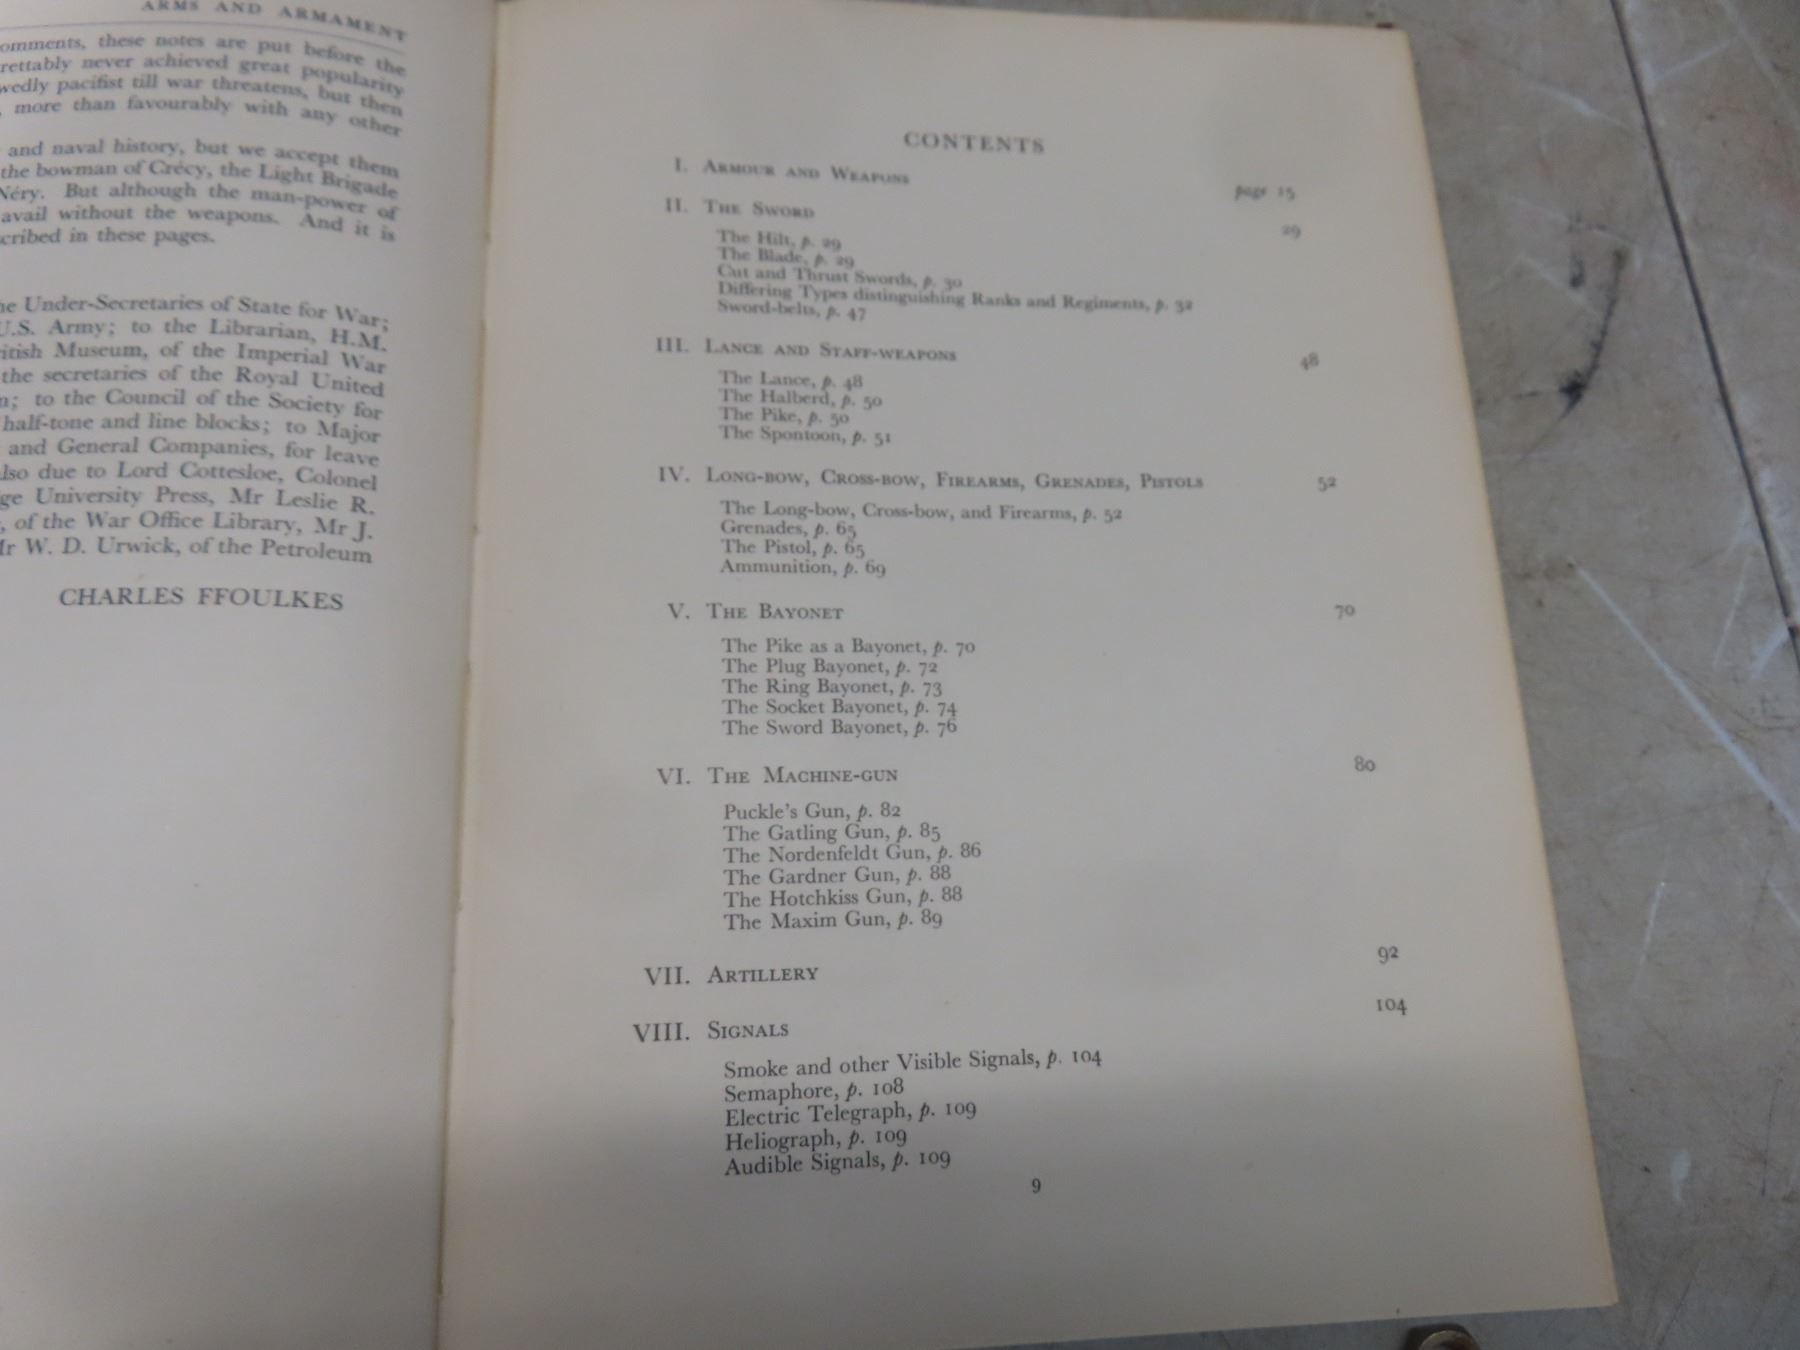 ARMS AND ARMAMENT
omments, these notes are put before the
rettably never achieved great popularity
wedly pacifist till war threatens, but then
, more than favourably with any other
and naval history, but we accept them
the bowman of Crécy, the Light Brigade
Néry. But although the man-power of
avail without the weapons. And it is
cribed in these pages.
he Under-Secretaries of State for War;
U.S. Army; to the Librarian, H.M.
ritish Museum, of the Imperial War
the secretaries of the Royal United
n; to the Council of the Society for
half-tone and line blocks; to Major
and General Companies, for leave
lso due to Lord Cottesloe, Colonel
ge University Press, Mr Leslie R.
, of the War Office Library, Mr J.
Mr W. D. Urwick, of the Petroleum
CHARLES FFOULKES
CONTENTS
I. ARMOUR AND WEAPONS page 15
II. THE SWORD 29
The Hilt, p. 29
The Blade, p. 29
Cut and Thrust Swords, p. 30
Differing Types distinguishing Ranks and Regiments, p. 32
Sword-belts, p. 47
III. LANCE AND STAFF-WEAPONS 48
The Lance, p. 48
The Halberd, p. 50
The Pike, p. 50
The Spontoon, p. 51
IV. LONG-BOW, CROSS-BOW, FIREARMS, GRENADES, PISTOLS 52
The Long-bow, Cross-bow, and Firearms, p. 52
Grenades, p. 65
The Pistol, p. 65
Ammunition, p. 69
V. THE BAYONET 70
The Pike as a Bayonet, p. 70
The Plug Bayonet, p. 72
The Ring Bayonet, p. 73
The Socket Bayonet, p. 74
The Sword Bayonet, p. 76
VI. THE MACHINE-GUN 80
Puckle's Gun, p. 82
The Gatling Gun, p. 85
The Nordenfeldt Gun, p. 86
The Gardner Gun, p. 88
The Hotchkiss Gun, p. 88
The Maxim Gun, p. 89
VII. ARTILLERY 92
VIII. SIGNALS 104
Smoke and other Visible Signals, p. 104
Semaphore, p. 108
Electric Telegraph, p. 109
Heliograph, p. 109
Audible Signals, p. 109
9